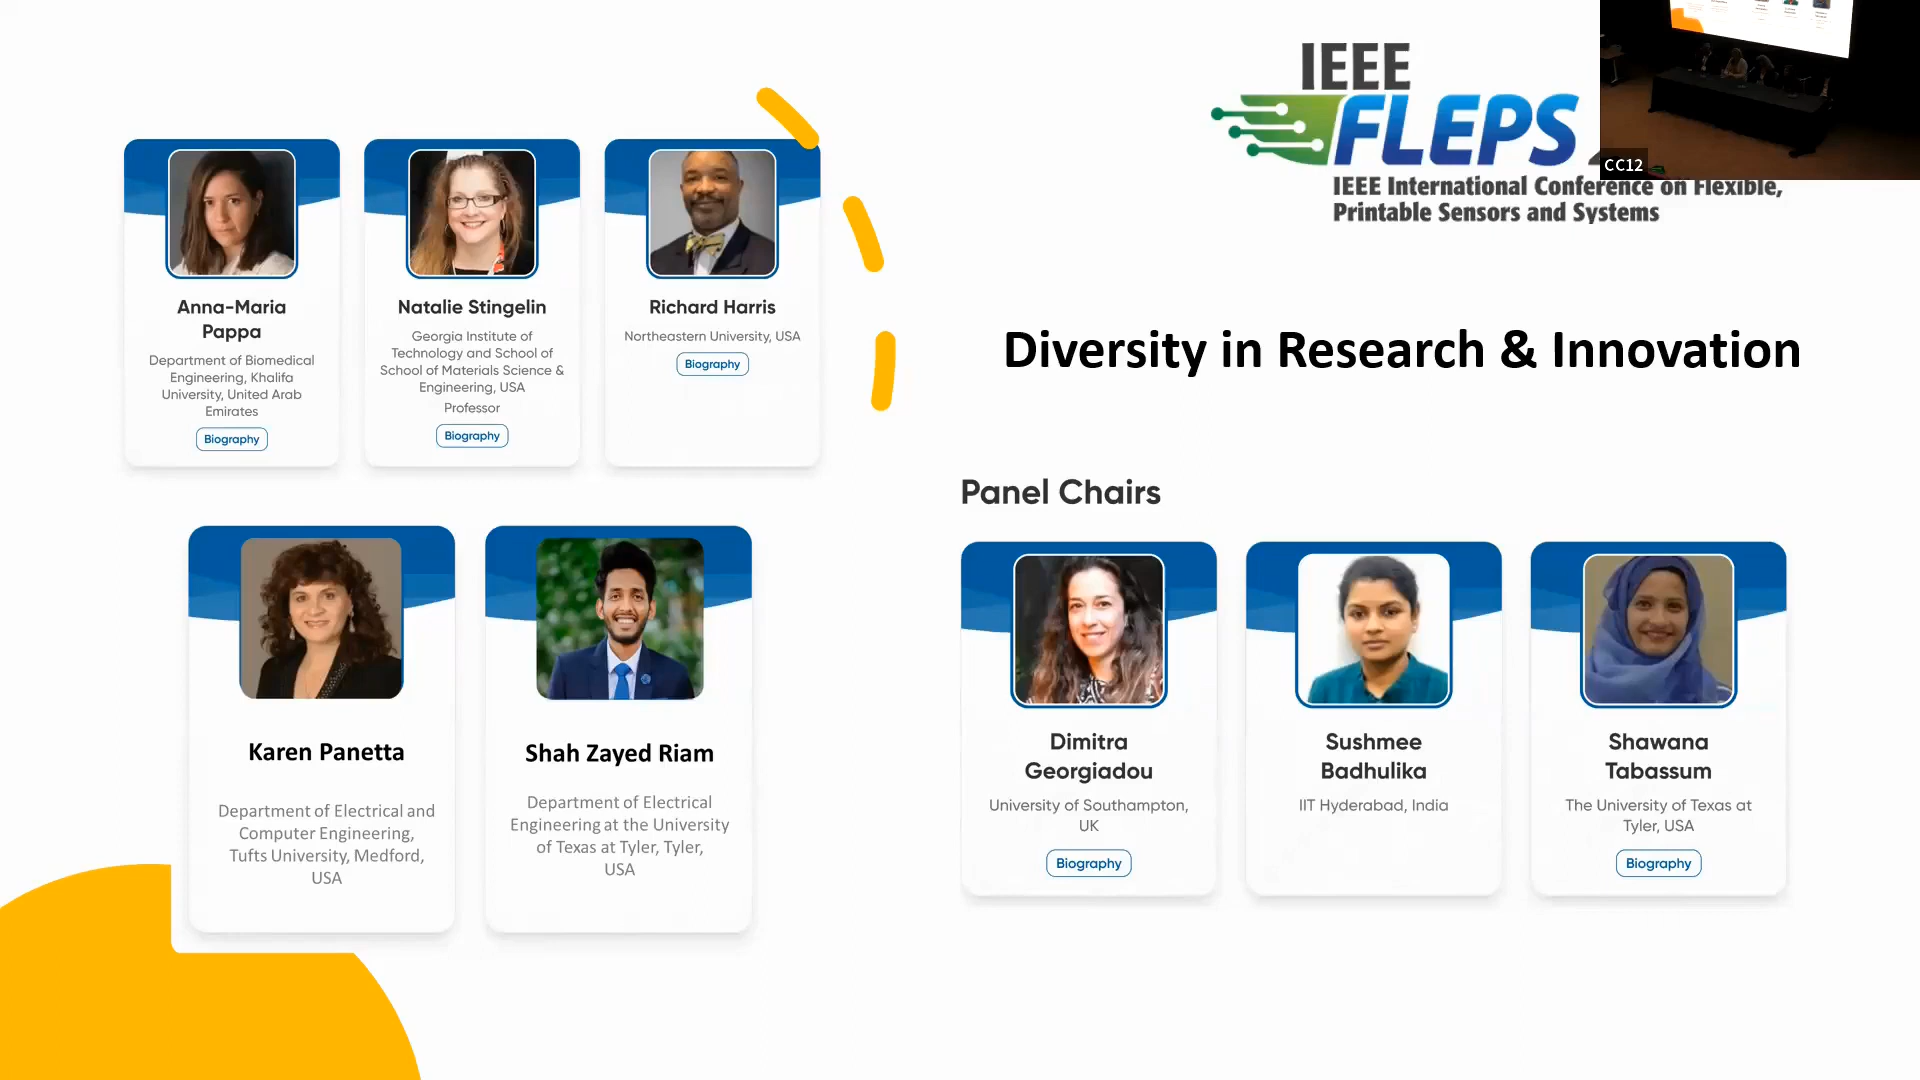 Anna-Maria
Pappa
Department of Biomedical
Engineering, Khalifa
University, United Arab
Emirates
Biography
Natalie Stingelin
Georgia Institute of
Technology and School of
School of Materials Science &
Engineering, USA
Professor
Biography
Richard Harris
Northeastern University, USA
Biography
Karen Panetta
Department of Electrical and
Computer Engineering,
Tufts University, Medford,
USA
Shah Zayed Riam
Department of Electrical
Engineering at the University
of Texas at Tyler, Tyler,
USA
IEEE
FLEPS
IEEE International Conference on Flexible,
Printable Sensors and Systems
CC12
Diversity in Research & Innovation
Panel Chairs
Dimitra
Georgiadou
University of Southampton,
UK
Biography
Sushmee
Badhulika
IIT Hyderabad, India
Shawana
Tabassum
The University of Texas at
Tyler, USA
Biography